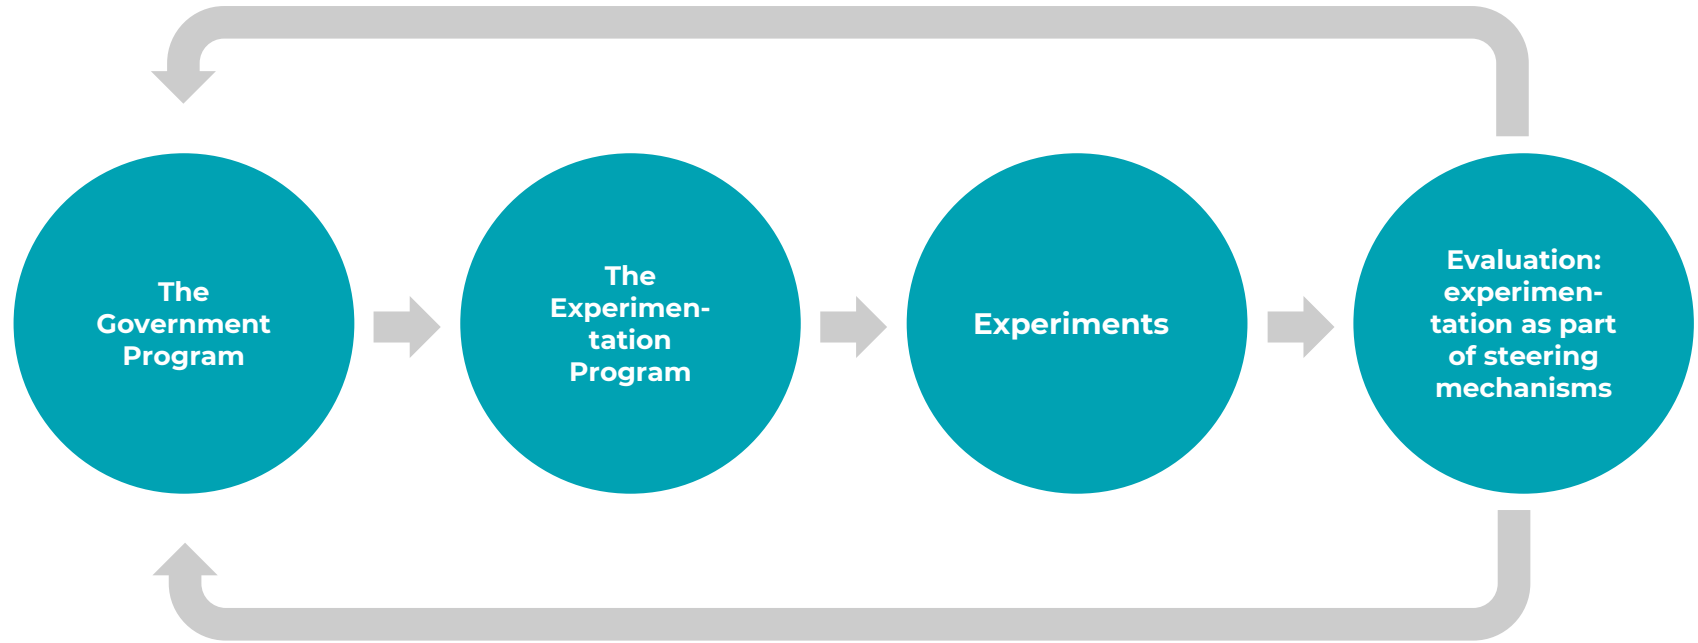 The
Government
Program
The
Experimen-
tation
Program
Experiments
Evaluation:
experimen-
tation as part
of steering
mechanisms